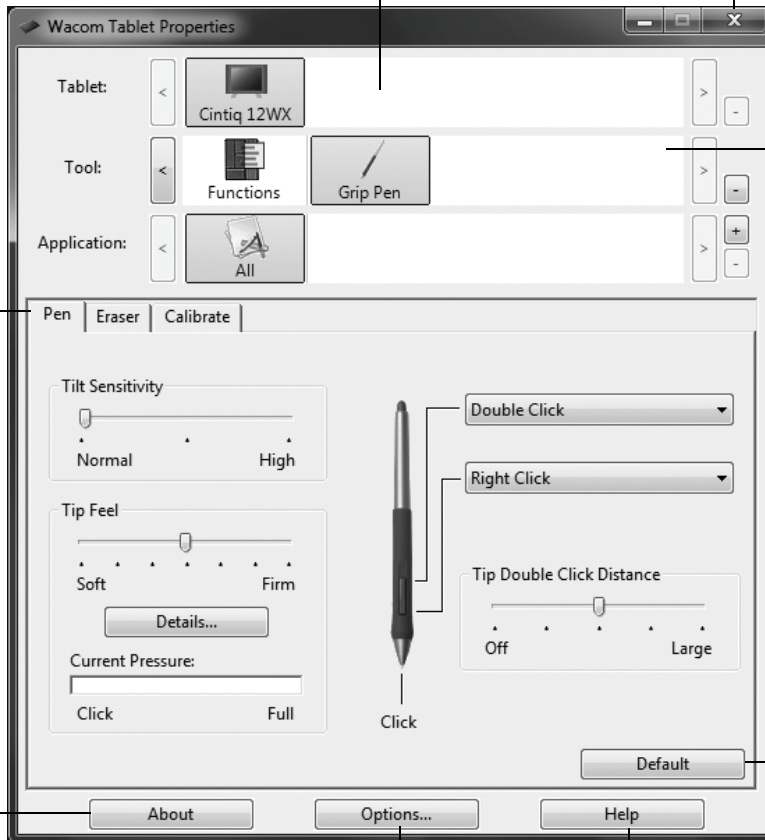 Wacom Tablet Properties
Tablet:
<
Cintiq 12WX
>
-
Tool:
<
Functions
Grip Pen
>
-
Application:
<
All
>
+
-
Pen Eraser Calibrate
Tilt Sensitivity
Normal High
Double Click
Right Click
Tip Feel
Soft Firm
Details...
Current Pressure:
Click Full
Click
Tip Double Click Distance
Off Large
Default
About Options... Help